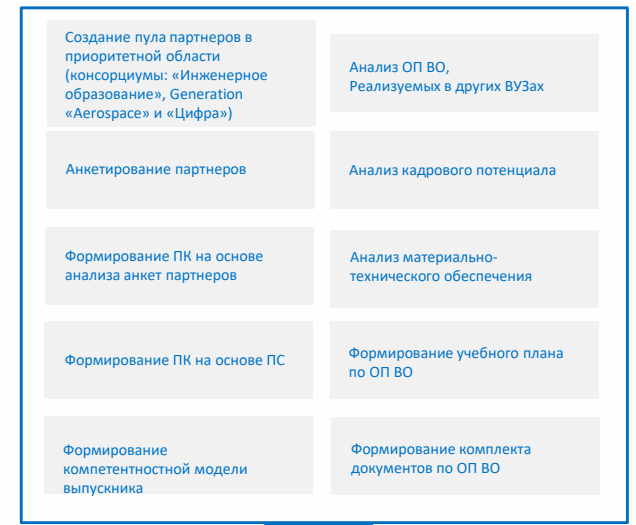 Создание пула партнеров в
приоритетной области
(консорциумы: «Инженерное
образование», Generation
«Aerospace» и «Цифра»)
Анкетирование партнеров
Формирование ПК на основе
анализа анкет партнеров
Формирование ПК на основе ПС
Формирование
компетентностной модели
выпускника
Анализ ОП ВО,
Реализуемых в других ВУЗах
Анализ кадрового потенциала
Анализ материально-
технического обеспечения
Формирование учебного плана
по ОП ВО
Формирование комплекта
документов по ОП ВО